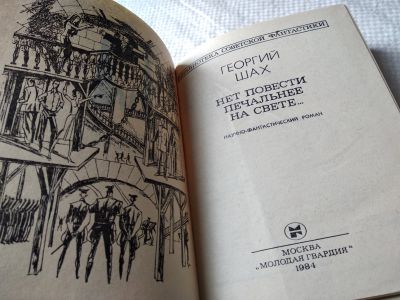 БИБЛИОТЕКА СОВЕТСКОЙ ФАНТАСТИКИ
ГЕОРГИЙ
ШАХ
НЕТ ПОВЕСТИ
ПЕЧАЛЬНЕЕ
НА СВЕТЕ...
НАУЧНО-ФАНТАСТИЧЕСКИЙ РОМАН
МОСКВА
„МОЛОДАЯ ГВАРДИЯ"
1984